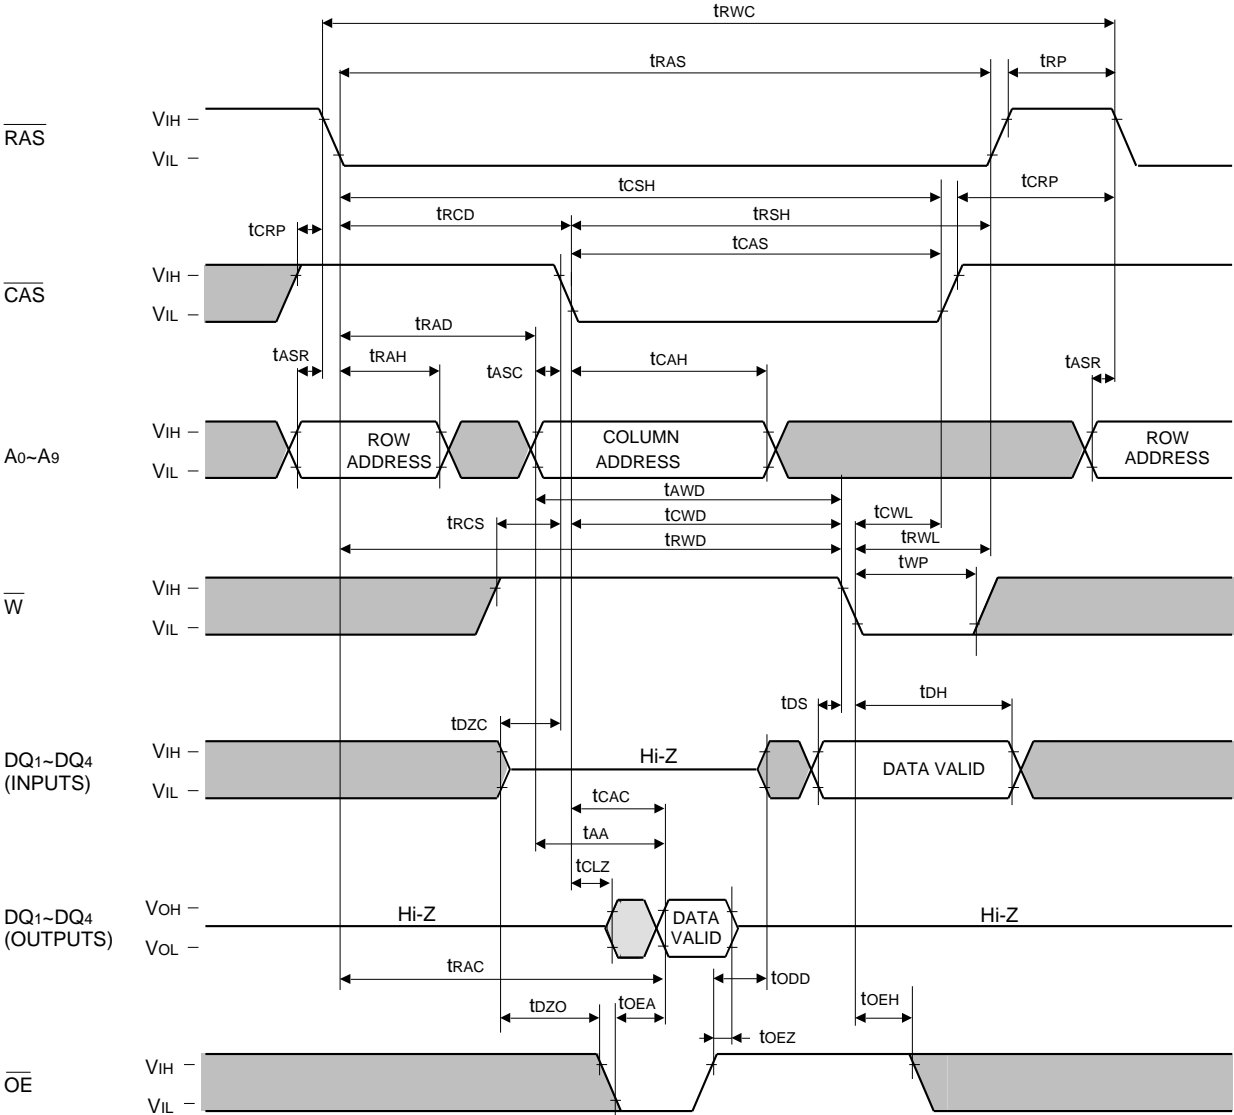 tRWC
tRAS
tRP
RAS
VIH
VIL
tCSH
tCRP
tRCD
tRSH
tCRP
tCAS
CAS
VIH
VIL
tRAD
tASR
tRAH
tASC
tCAH
tASR
A0~A9
VIH
VIL
ROW
ADDRESS
COLUMN
ADDRESS
ROW
ADDRESS
tAWD
tRCS
tCWD
tCWL
tRWD
tRWL
tWP
W
VIH
VIL
tDS
tDH
tDZC
DQ1~DQ4
(INPUTS)
VIH
VIL
Hi-Z
DATA VALID
tCAC
tAA
tCLZ
DQ1~DQ4
(OUTPUTS)
VOH
VOL
Hi-Z
DATA
VALID
Hi-Z
tRAC
tODD
tDZO
tOEA
tOEH
tOEZ
OE
VIH
VIL